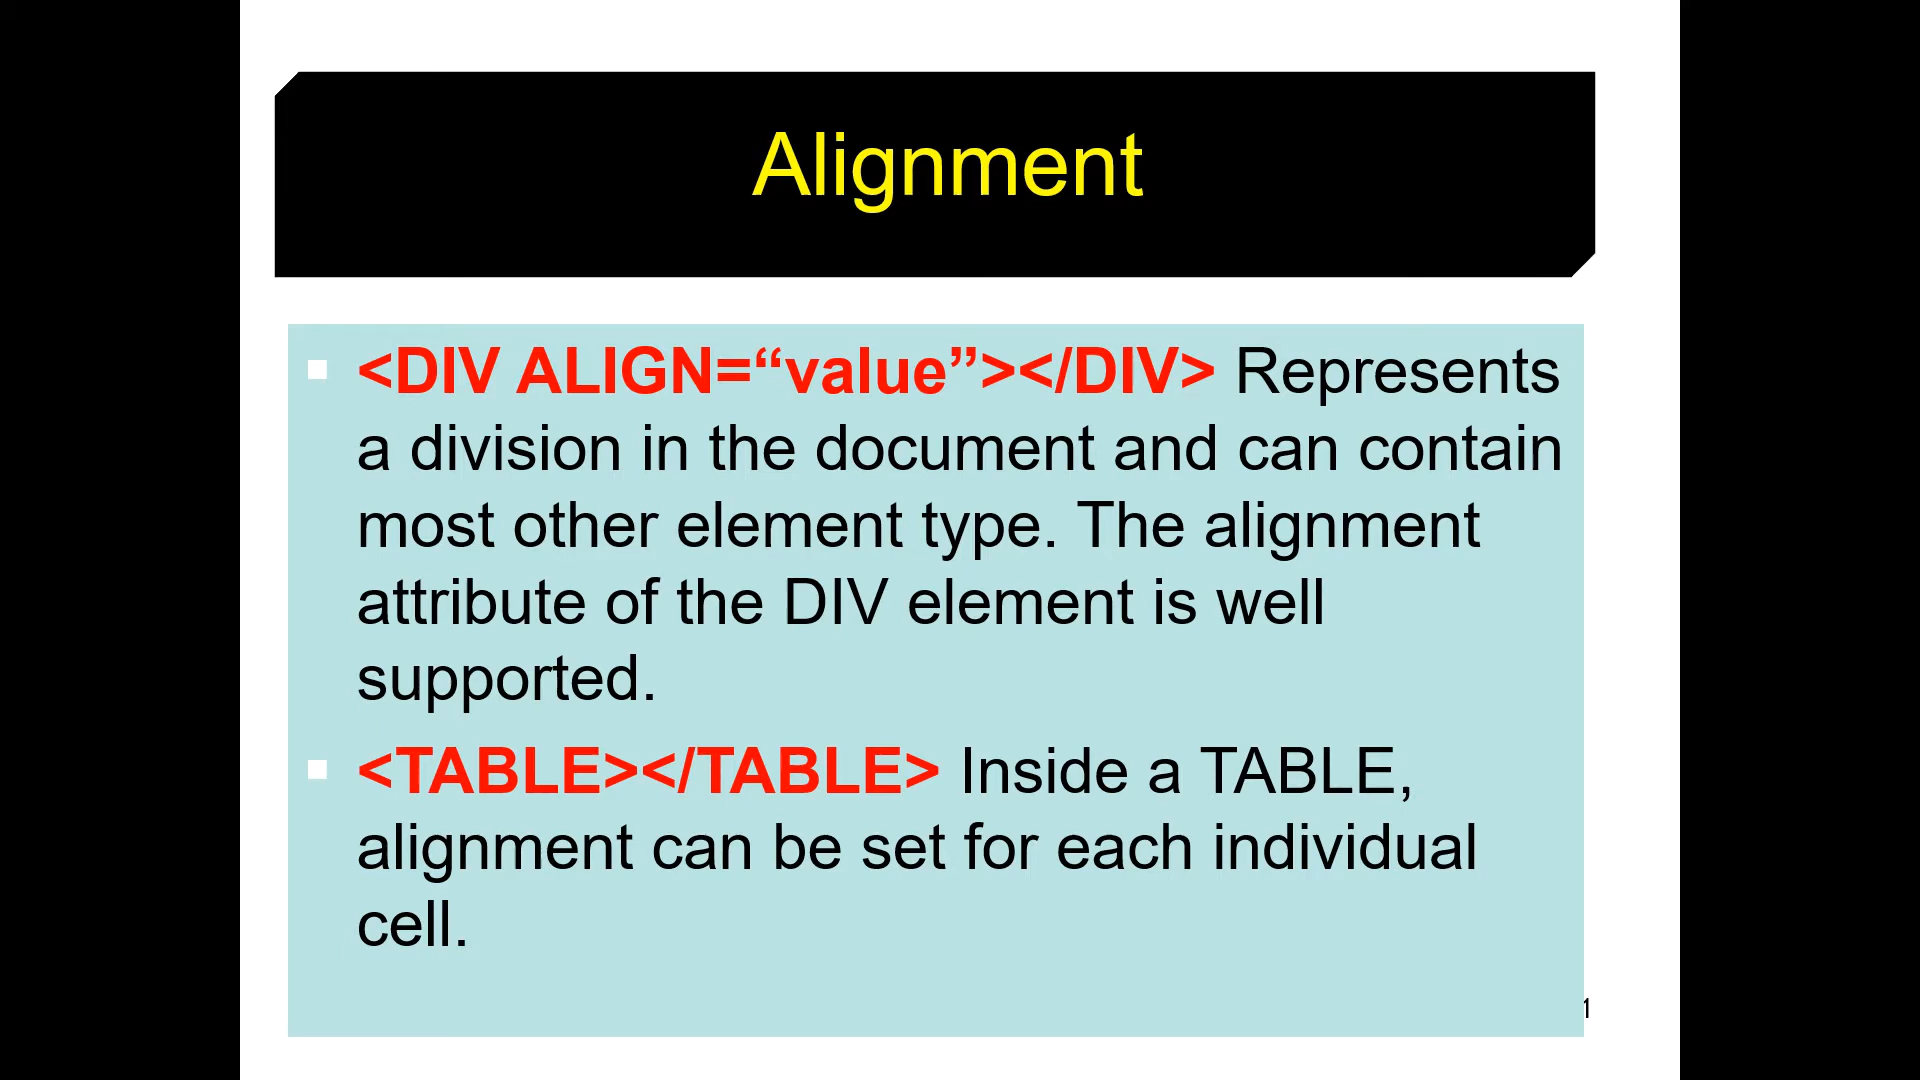 Alignment
<DIV ALIGN=“value”></DIV> Represents
a division in the document and can contain
most other element type. The alignment
attribute of the DIV element is well
supported.
<TABLE></TABLE> Inside a TABLE,
alignment can be set for each individual
cell.
1